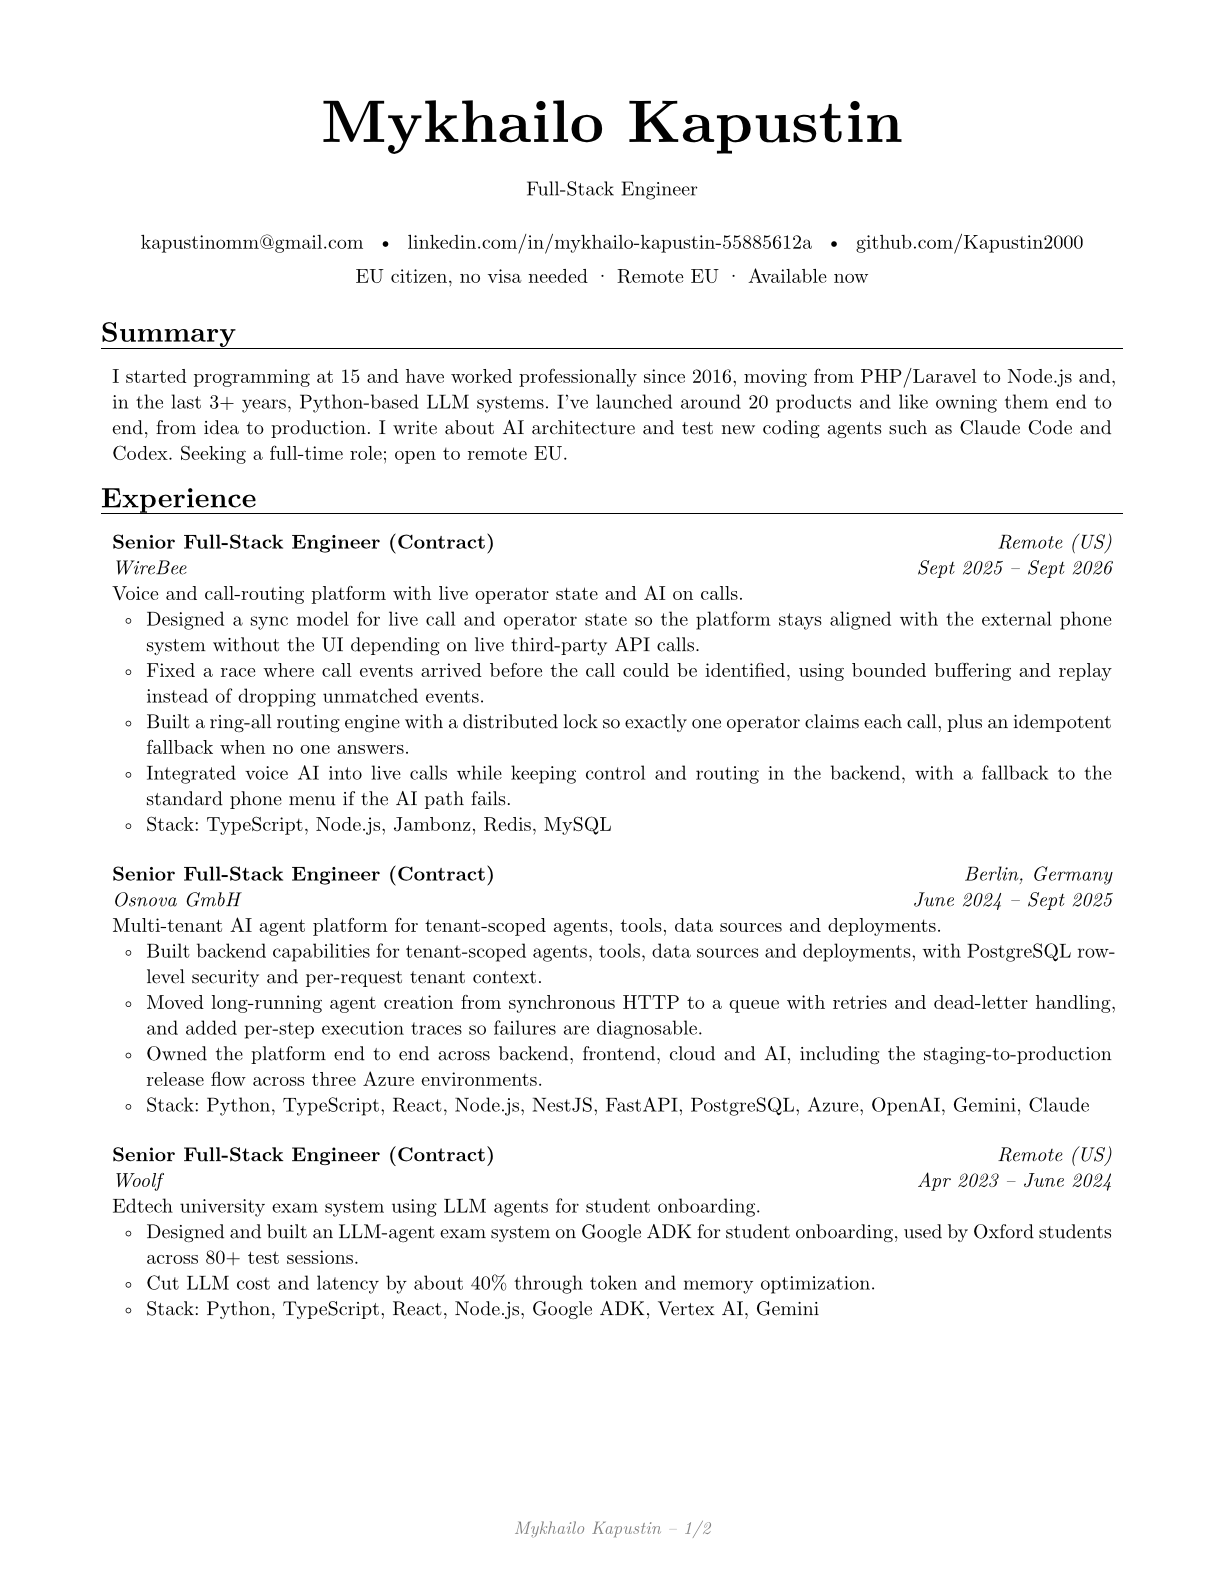 Mykhailo Kapustin
Full-Stack Engineer
kapustinomm@gmail.com • linkedin.com/in/mykhailo-kapustin-55885612a • github.com/Kapustin2000
EU citizen, no visa needed · Remote EU · Available now
Summary
I started programming at 15 and have worked professionally since 2016, moving from PHP/Laravel to Node.js and,
in the last 3+ years, Python-based LLM systems. I've launched around 20 products and like owning them end to
end, from idea to production. I write about AI architecture and test new coding agents such as Claude Code and
Codex. Seeking a full-time role; open to remote EU.
Experience
Senior Full-Stack Engineer (Contract) Remote (US)
WireBee Sept 2025 – Sept 2026
Voice and call-routing platform with live operator state and AI on calls.
◦ Designed a sync model for live call and operator state so the platform stays aligned with the external phone
system without the UI depending on live third-party API calls.
◦ Fixed a race where call events arrived before the call could be identified, using bounded buffering and replay
instead of dropping unmatched events.
◦ Built a ring-all routing engine with a distributed lock so exactly one operator claims each call, plus an idempotent
fallback when no one answers.
◦ Integrated voice AI into live calls while keeping control and routing in the backend, with a fallback to the
standard phone menu if the AI path fails.
◦ Stack: TypeScript, Node.js, Jambonz, Redis, MySQL
Senior Full-Stack Engineer (Contract) Berlin, Germany
Osnova GmbH June 2024 – Sept 2025
Multi-tenant AI agent platform for tenant-scoped agents, tools, data sources and deployments.
◦ Built backend capabilities for tenant-scoped agents, tools, data sources and deployments, with PostgreSQL row-
level security and per-request tenant context.
◦ Moved long-running agent creation from synchronous HTTP to a queue with retries and dead-letter handling,
and added per-step execution traces so failures are diagnosable.
◦ Owned the platform end to end across backend, frontend, cloud and AI, including the staging-to-production
release flow across three Azure environments.
◦ Stack: Python, TypeScript, React, Node.js, NestJS, FastAPI, PostgreSQL, Azure, OpenAI, Gemini, Claude
Senior Full-Stack Engineer (Contract) Remote (US)
Woolf Apr 2023 – June 2024
Edtech university exam system using LLM agents for student onboarding.
◦ Designed and built an LLM-agent exam system on Google ADK for student onboarding, used by Oxford students
across 80+ test sessions.
◦ Cut LLM cost and latency by about 40% through token and memory optimization.
◦ Stack: Python, TypeScript, React, Node.js, Google ADK, Vertex AI, Gemini
Mykhailo Kapustin – 1/2